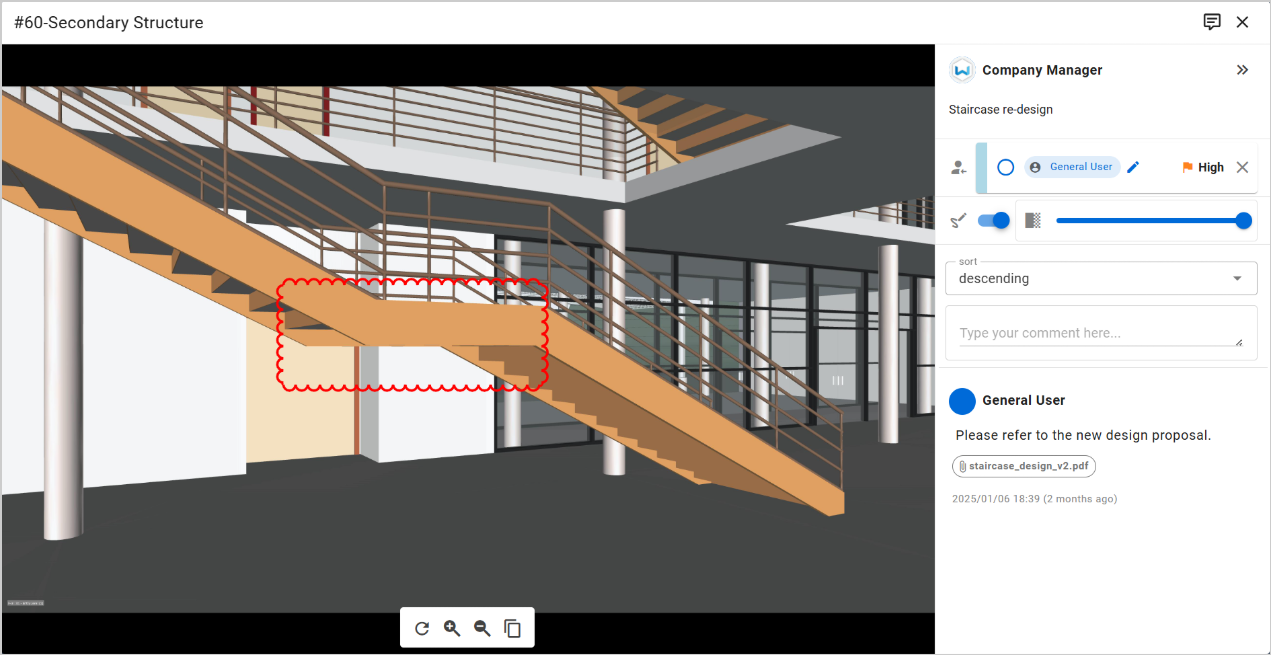 #60-Secondary Structure
Company Manager
Staircase re-design
General User
High
sort
descending
Type your comment here...
General User
Please refer to the new design proposal.
staircase_design_v2.pdf
2025/01/06 18:39 (2 months ago)